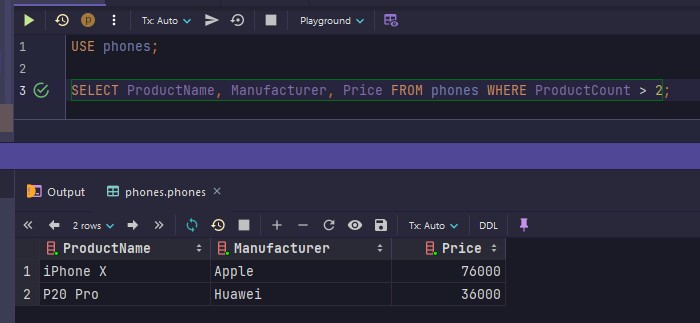 Tx: Auto
Playground
1 USE phones;
2
3 SELECT ProductName, Manufacturer, Price FROM phones WHERE ProductCount > 2;
Output phones.phones ×
2 rows Tx: Auto DDL
ProductName Manufacturer Price
1 iPhone X Apple 76000
2 P20 Pro Huawei 36000